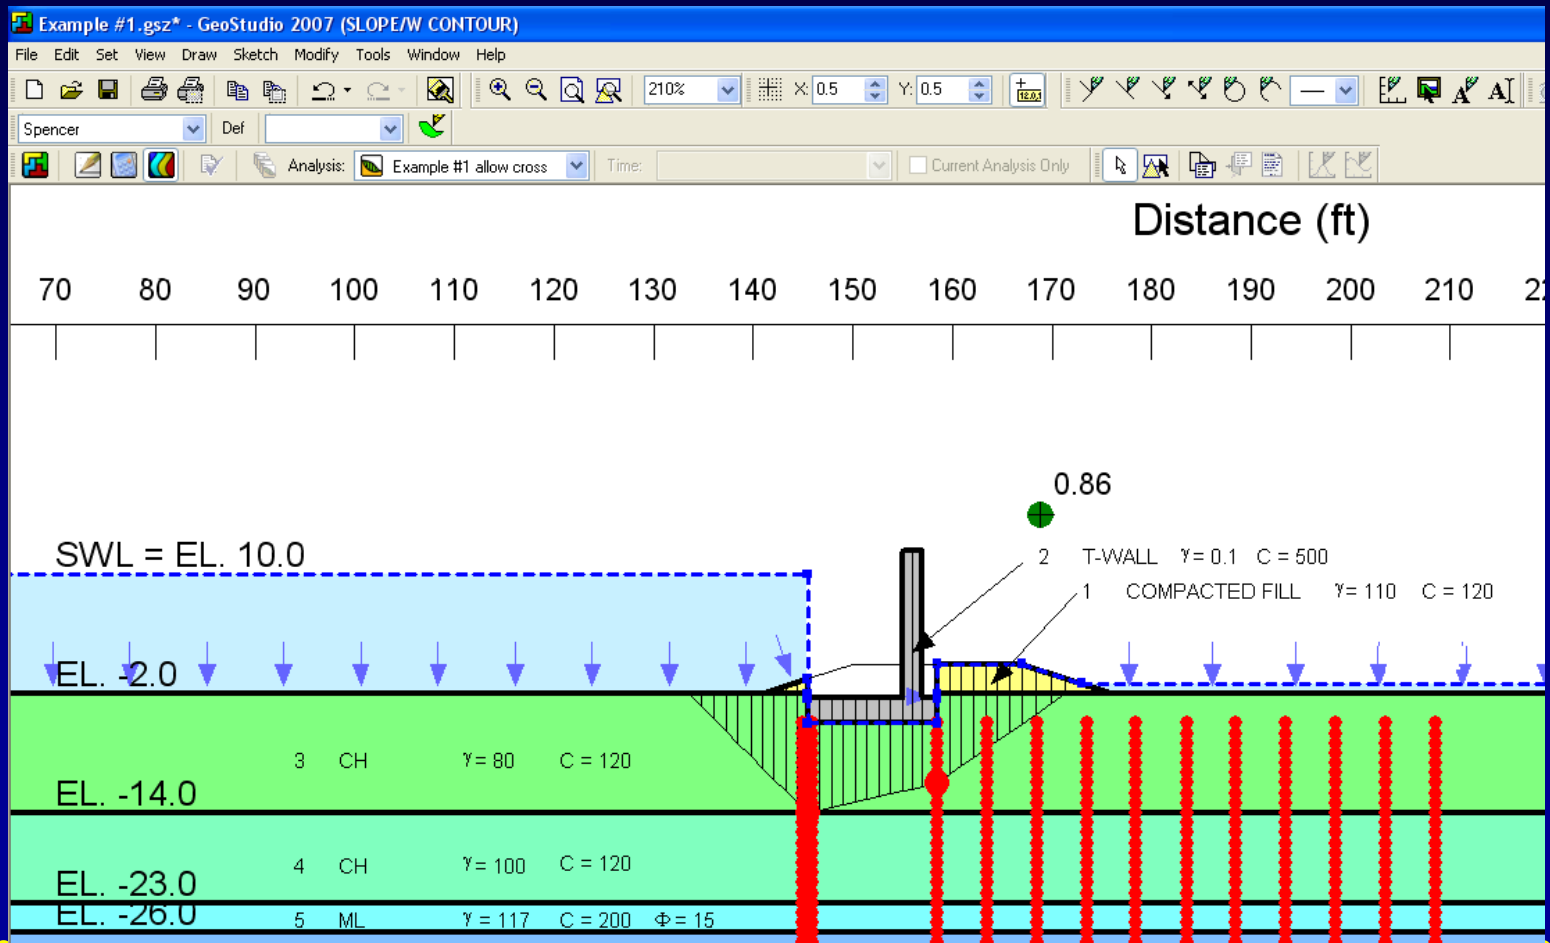 Example #1.gsz* - GeoStudio 2007 (SLOPE/W CONTOUR)
File Edit Set View Draw Sketch Modify Tools Window Help
210% X: 0.5 Y: 0.5 12.0,1
Spencer Def
Analysis: Example #1 allow cross Time: Current Analysis Only
Distance (ft)
70 80 90 100 110 120 130 140 150 160 170 180 190 200 210
0.86
SWL = EL. 10.0
2 T-WALL γ = 0.1 C = 500
1 COMPACTED FILL γ = 110 C = 120
EL. -2.0
3 CH γ = 80 C = 120
EL. -14.0
4 CH γ = 100 C = 120
EL. -23.0
EL. -26.0
5 ML γ = 117 C = 200 Φ = 15